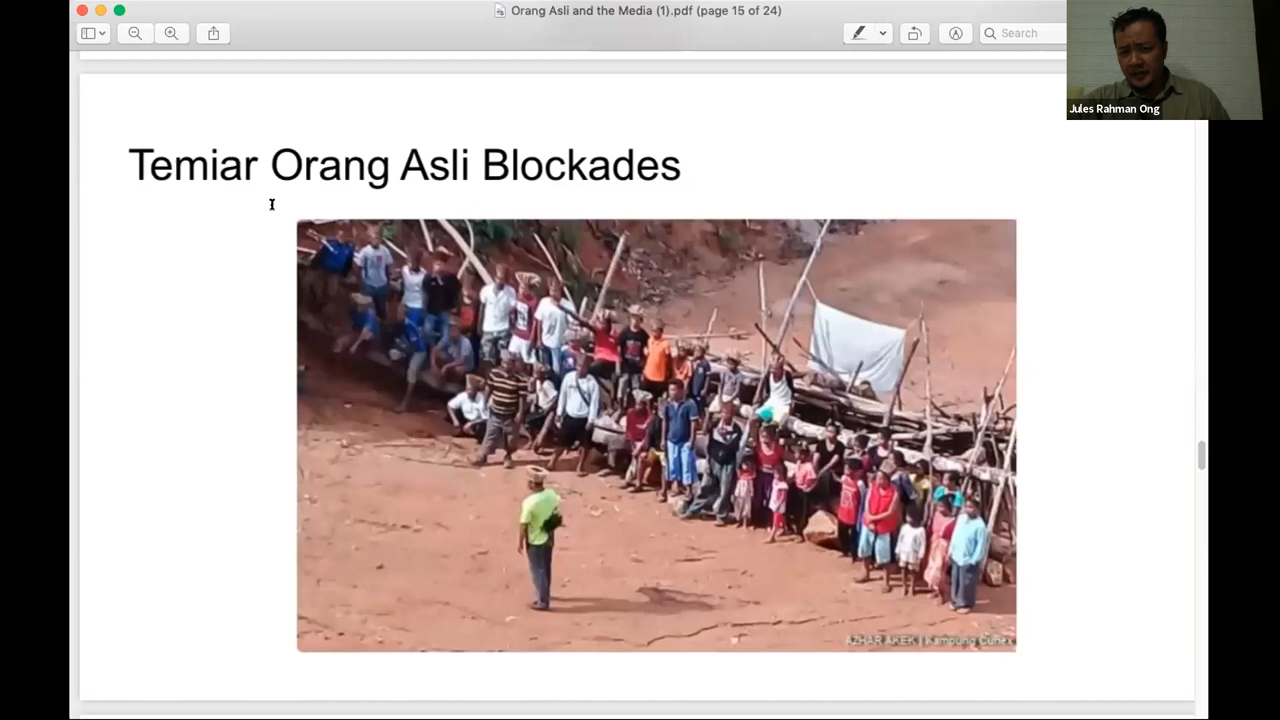 Orang Asli and the Media (1).pdf (page 15 of 24)
Search
Jules Rahman Ong
Temiar Orang Asli Blockades
AZHAR AKEK | Kampung Cunex